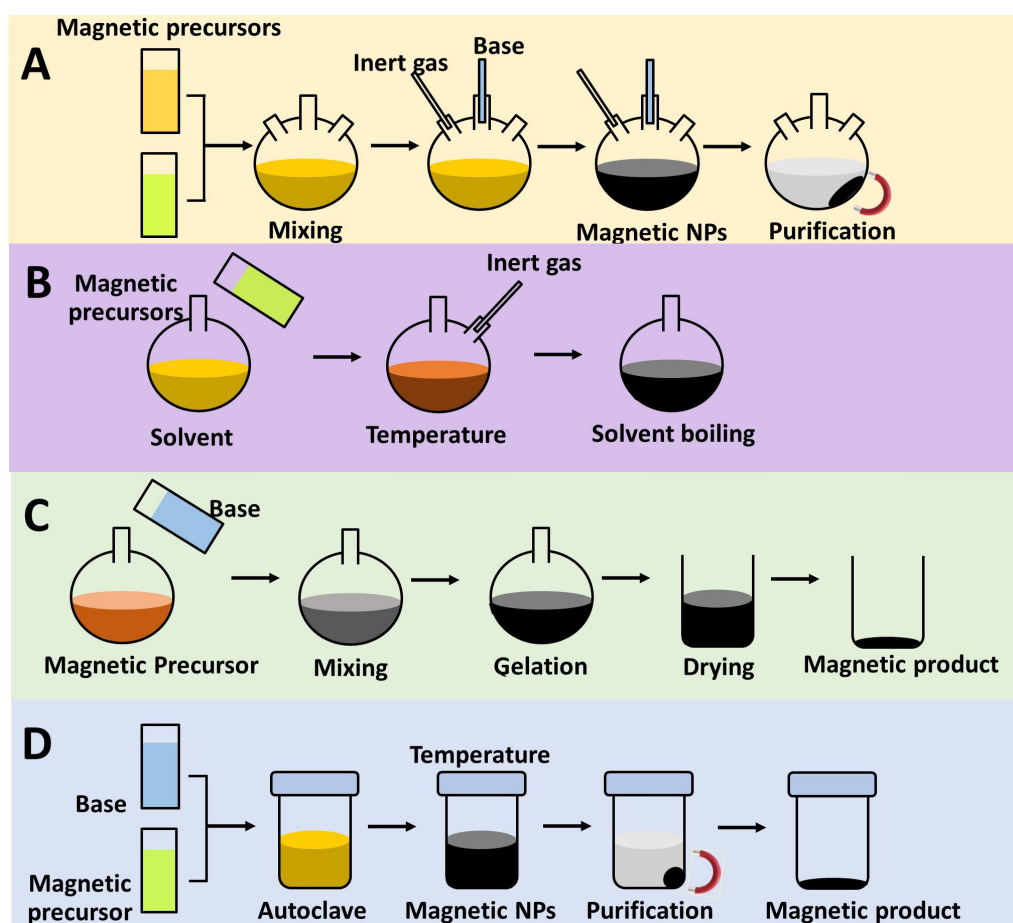 Magnetic precursors
A
Inert gas
Base
Mixing
Magnetic NPs
Purification
B
Magnetic
precursors
Inert gas
Solvent
Temperature
Solvent boiling
C
Base
Magnetic Precursor
Mixing
Gelation
Drying
Magnetic product
D
Temperature
Base
Magnetic
precursor
Autoclave
Magnetic NPs
Purification
Magnetic product